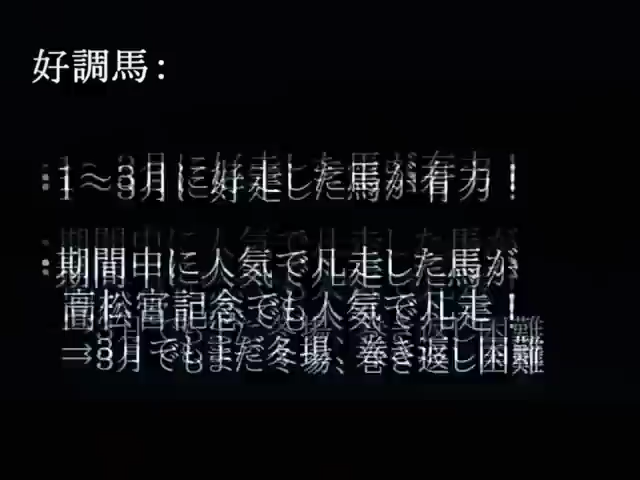 好調馬:
:1～3月に好走した馬が有力!
:期間中に人気で凡走した馬が
高松宮記念でも人気で凡走!
⇒3月でもまだ冬場、巻き返し困難